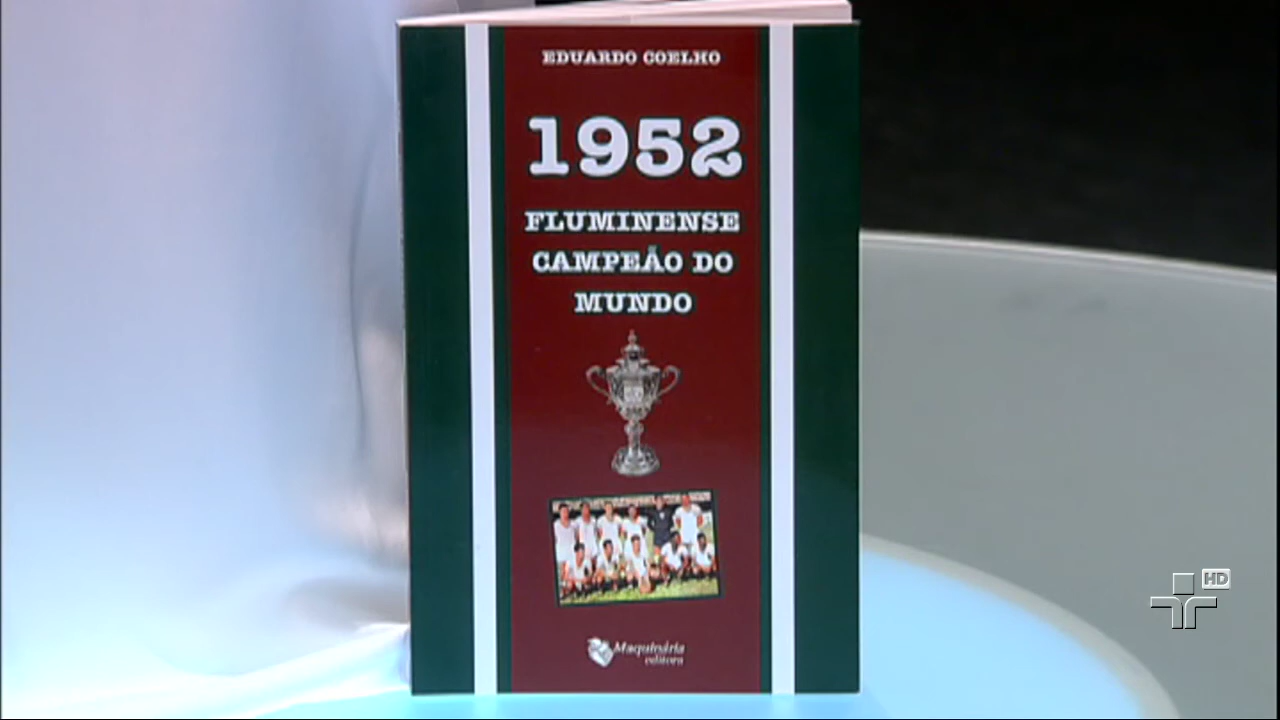 EDUARDO COELHO
1952
FLUMINENSE
CAMPEÃO DO
MUNDO
Maquinária
editora
HD